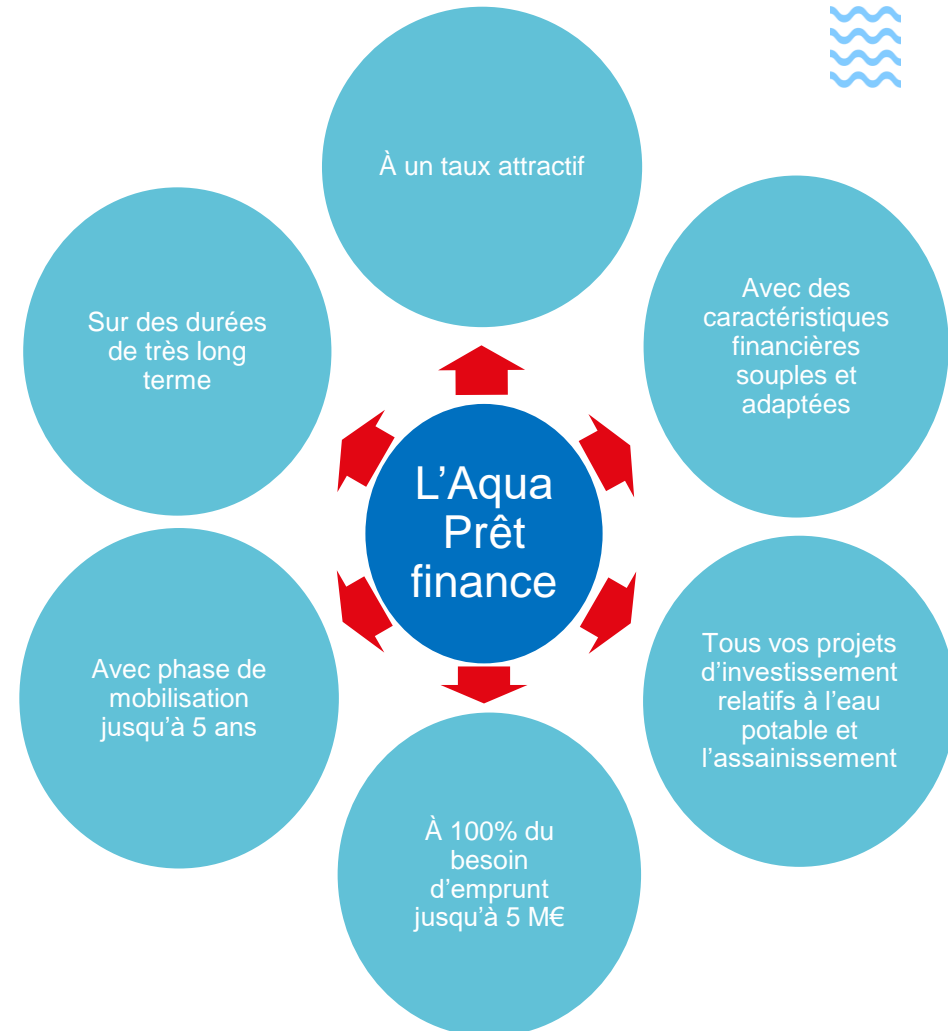 À un taux attractif
Sur des durées
de très long
terme
Avec des
caractéristiques
financières
souples et
adaptées
L’Aqua
Prêt
finance
Avec phase de
mobilisation
jusqu’à 5 ans
Tous vos projets
d’investissement
relatifs à l’eau
potable et
l’assainissement
À 100% du
besoin
d’emprunt
jusqu’à 5 M€